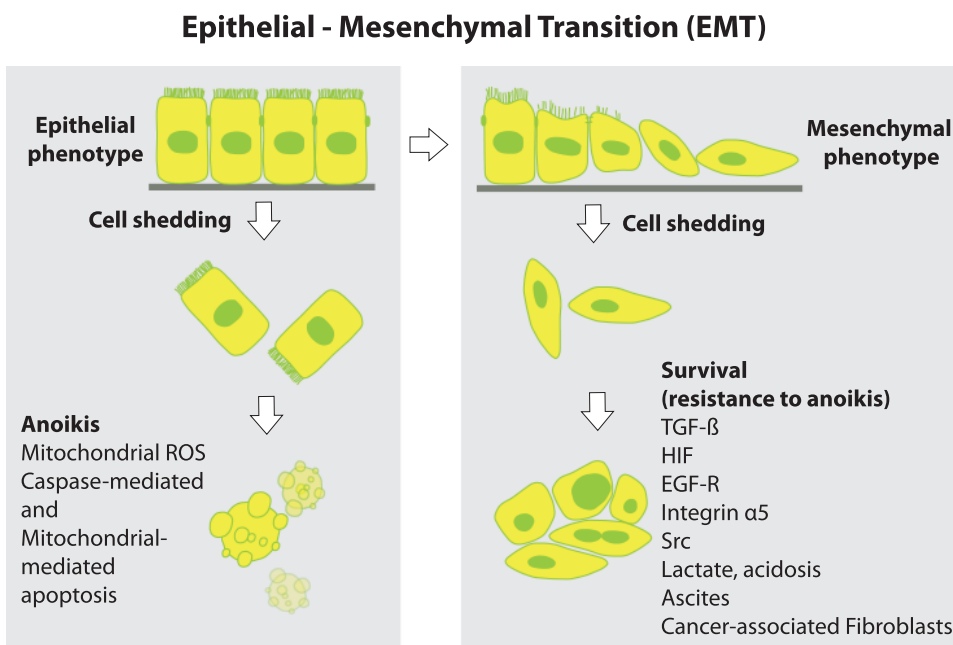 Epithelial - Mesenchymal Transition (EMT)
Epithelial
phenotype
Cell shedding
Anoikis
Mitochondrial ROS
Caspase-mediated
and
Mitochondrial-
mediated
apoptosis
Mesenchymal
phenotype
Cell shedding
Survival
(resistance to anoikis)
TGF-ß
HIF
EGF-R
Integrin α5
Src
Lactate, acidosis
Ascites
Cancer-associated Fibroblasts